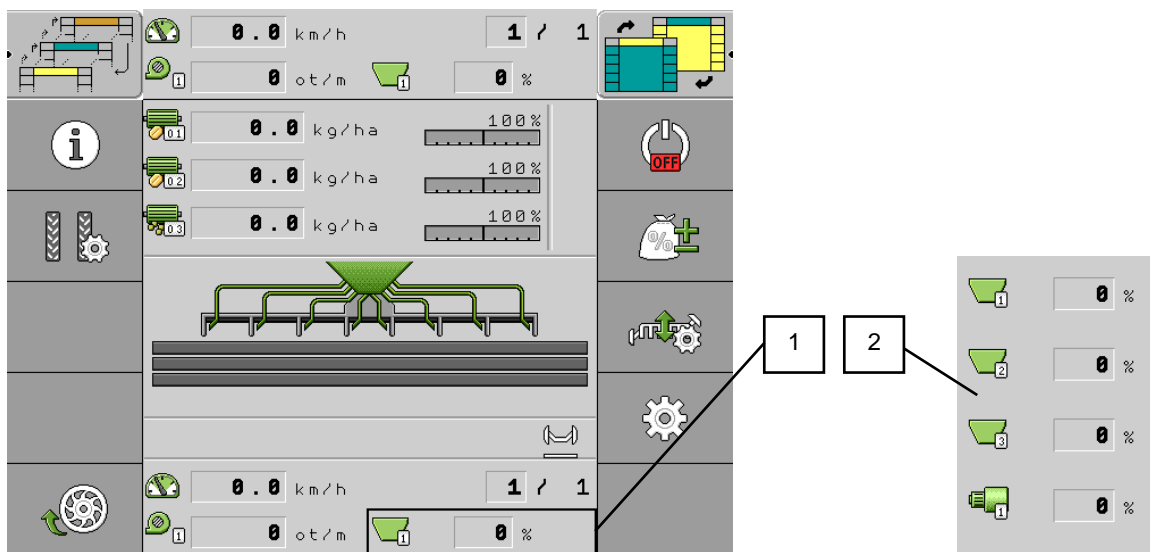 0.0 km/h 1 / 1
1 0 ot/m 1 0 %
i
01 0.0 kg/ha 100%
OFF
02 0.0 kg/ha 100%
03 0.0 kg/ha 100%
%
1 0 %
2 0 %
1 2
3 0 %
0.0 km/h 1 / 1
1 0 %
1 0 ot/m 1 0 %